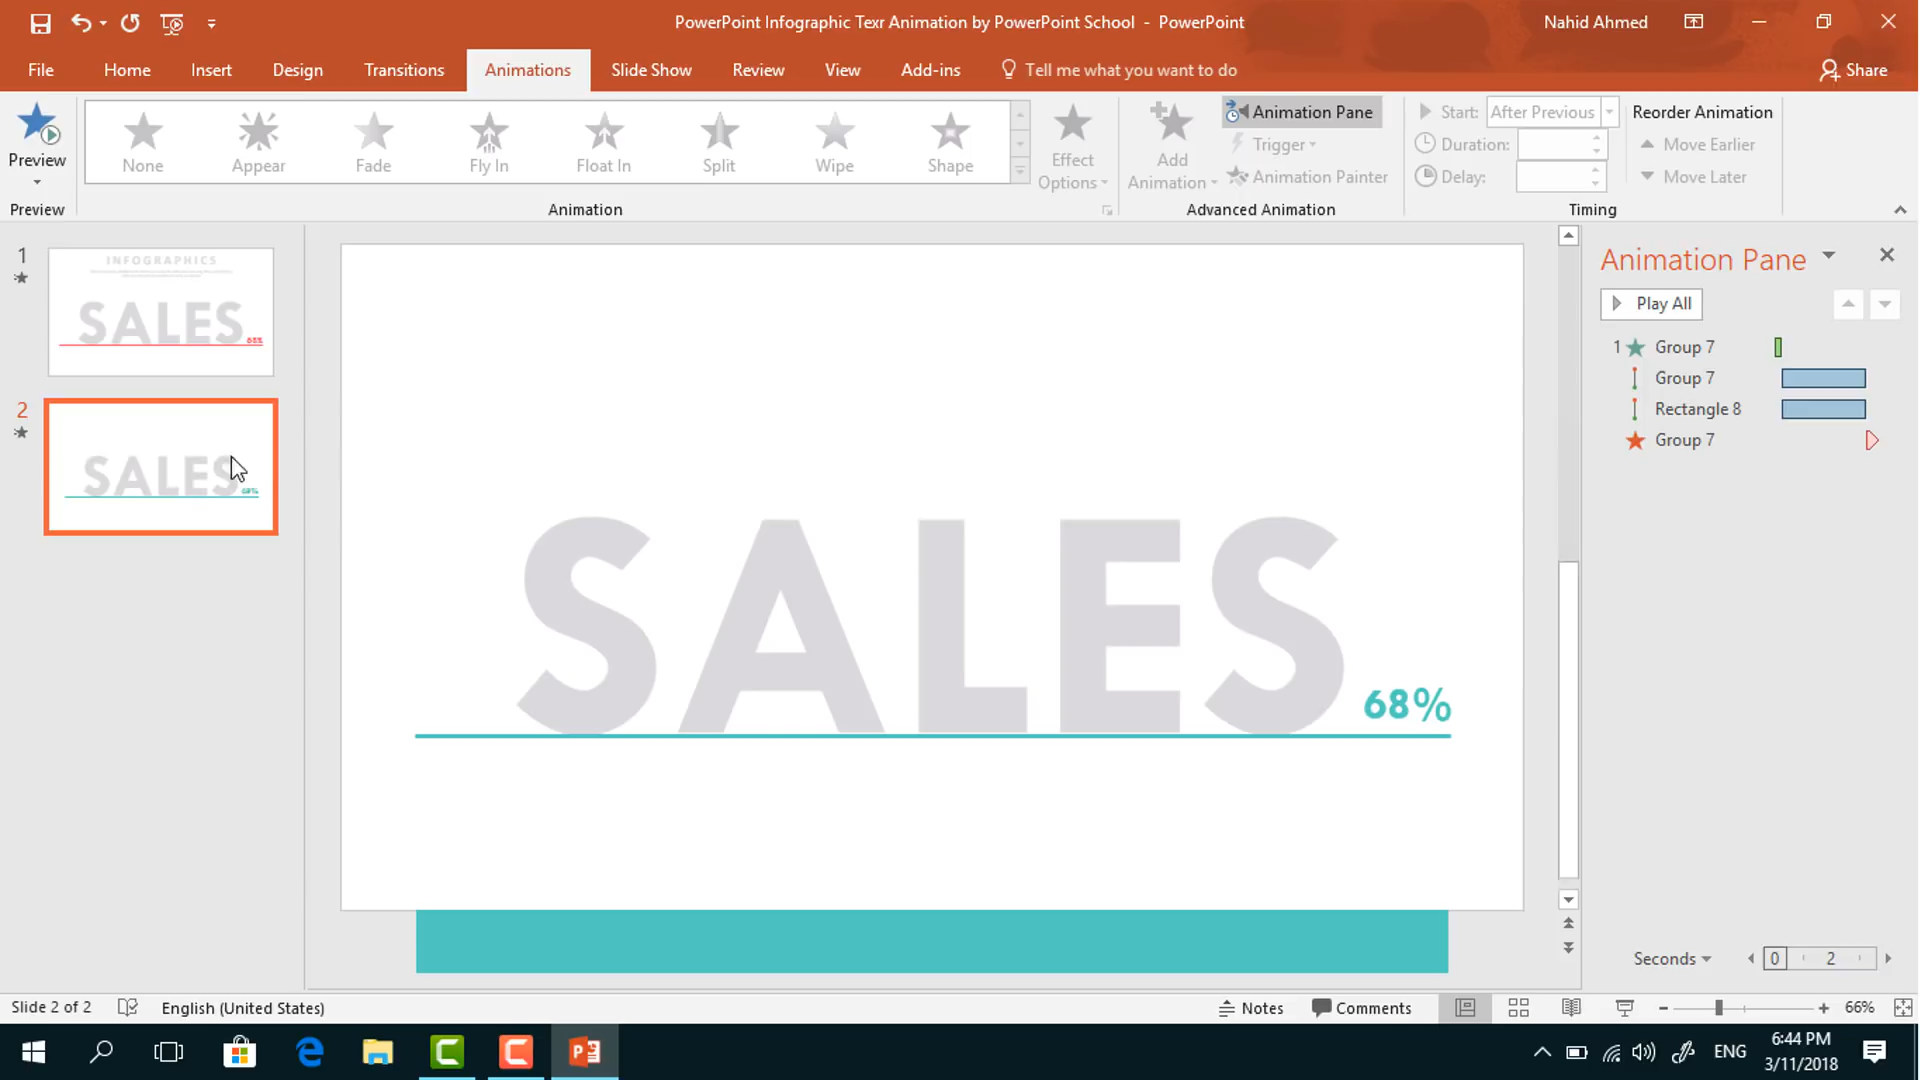 PowerPoint Infographic Texr Animation by PowerPoint School - PowerPoint
Nahid Ahmed
File Home Insert Design Transitions Animations Slide Show Review View Add-ins Tell me what you want to do Share
Preview
None Appear Fade Fly In Float In Split Wipe Shape
Effect Options
Add Animation
Animation Pane
Trigger
Animation Painter
Start: After Previous
Duration:
Delay:
Reorder Animation
Move Earlier
Move Later
Preview Animation Advanced Animation Timing
1
INFOGRAPHICS
SALES
68%
2
SALES
68%
SALES
68%
Animation Pane
Play All
1 Group 7
Group 7
Rectangle 8
Group 7
Seconds 0 2
Slide 2 of 2 English (United States) Notes Comments 66%
ENG
6:44 PM
3/11/2018